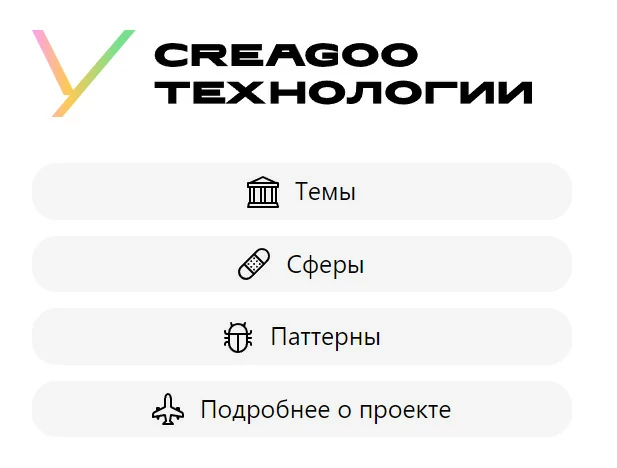 CREAGOO
ТЕХНОЛОГИИ
Темы
Сферы
Паттерны
Подробнее о проекте